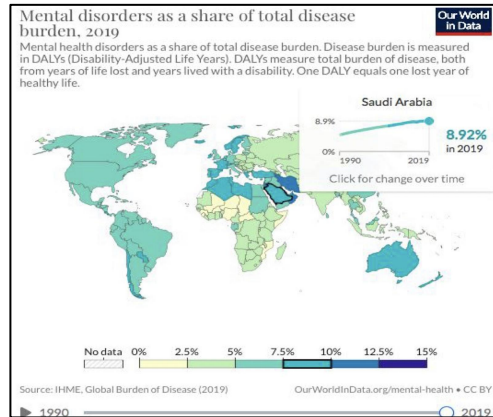 Mental disorders as a share of total disease
burden, 2019
Our World
in Data
Mental health disorders as a share of total disease burden. Disease burden is measured
in DALYs (Disability-Adjusted Life Years). DALYs measure total burden of disease, both
from years of life lost and years lived with a disability. One DALY equals one lost year of
healthy life.
Saudi Arabia
8.9%
0%
1990
2019
8.92%
in 2019
Click for change over time
No data
0%
2.5%
5%
7.5%
10%
12.5%
15%
Source: IHME, Global Burden of Disease (2019)
OurWorldInData.org/mental-health • CC BY
1990
2019